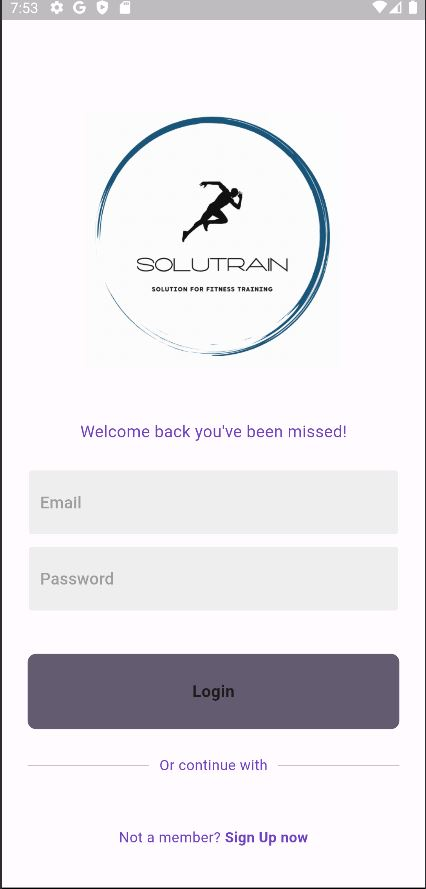 7:53
SOLUTRAIN
SOLUTION FOR FITNESS TRAINING
Welcome back you've been missed!
Email
Password
Login
Or continue with
Not a member? Sign Up now